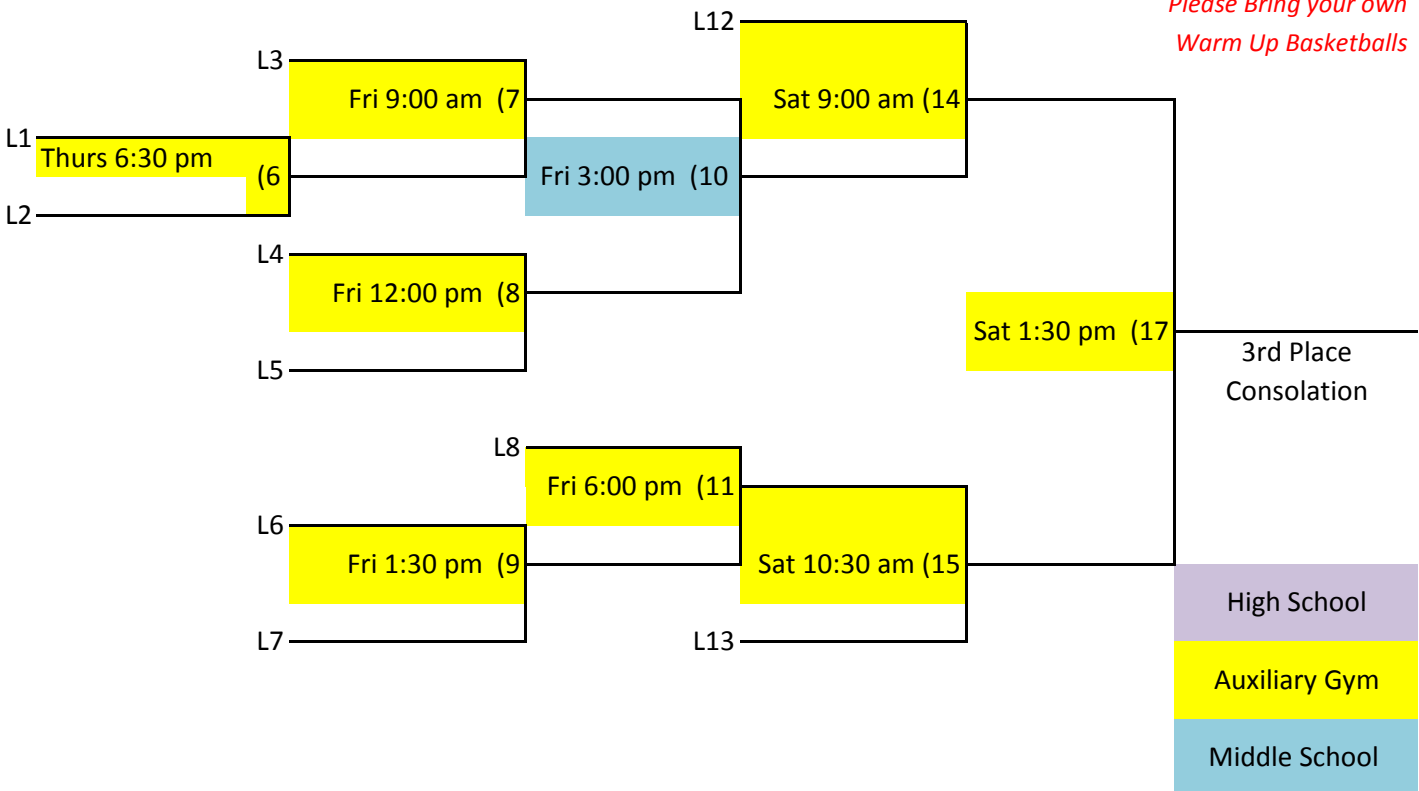 Please Bring your own
Warm Up Basketballs
L12
L3
Fri 9:00 am (7
Sat 9:00 am (14
L1
Thurs 6:30 pm
(6
Fri 3:00 pm (10
L2
L4
Fri 12:00 pm (8
Sat 1:30 pm (17
3rd Place
Consolation
L5
L8
Fri 6:00 pm (11
L6
Fri 1:30 pm (9
Sat 10:30 am (15
High School
L7
L13
Auxiliary Gym
Middle School